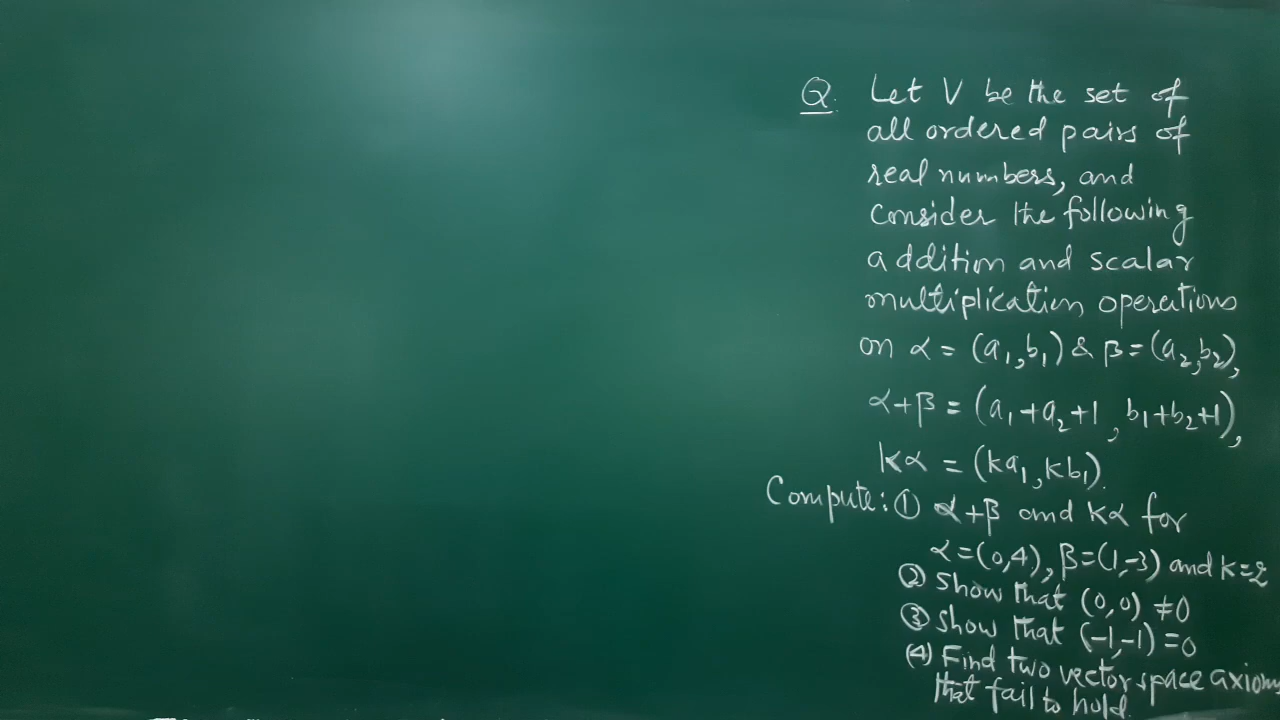 Q. Let V be the set of
all ordered pairs of
real numbers, and
consider the following
addition and scalar
multiplication operations
on α = (a₁, b₁) & β = (a₂, b₂),
α+β = (a₁+a₂+1, b₁+b₂+1),
kα = (ka₁, kb₁).
Compute: ① α+β and kα for
α=(0,4), β=(1,-3) and k=2
② Show that (0,0) ≠0
③ Show that (-1,-1) =0
(4) Find two vector space axioms
that fail to hold.